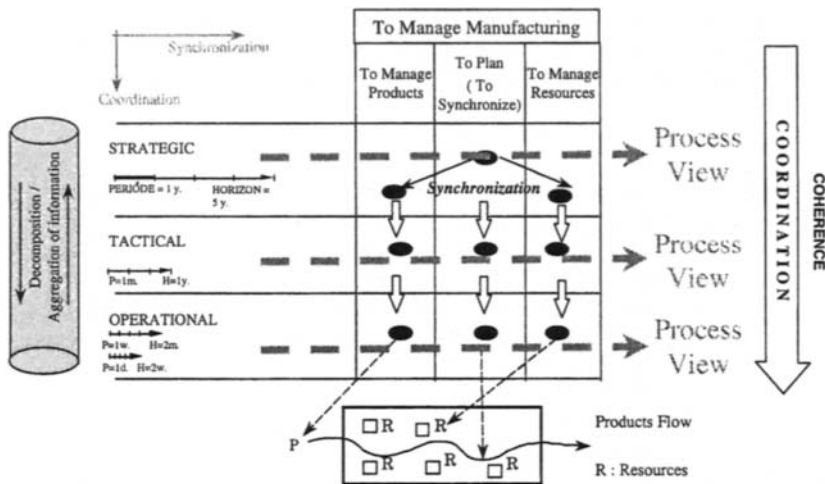 To Manage Manufacturing
Synchronization
Coordination
To Manage
Products
To Plan
( To
Synchronize)
To Manage
Resources
STRATEGIC
PERIODE = 1 y.
HORIZON =
5 y.
Synchronization
Process
View
TACTICAL
P=1m.
H=1y.
Process
View
OPERATIONAL
P=1w.
H=2m.
P=1d.
H=2w.
Process
View
Decomposition /
Aggregation of information
COORDINATION
COHERENCE
P
R
R
R
R
R
Products Flow
R : Resources